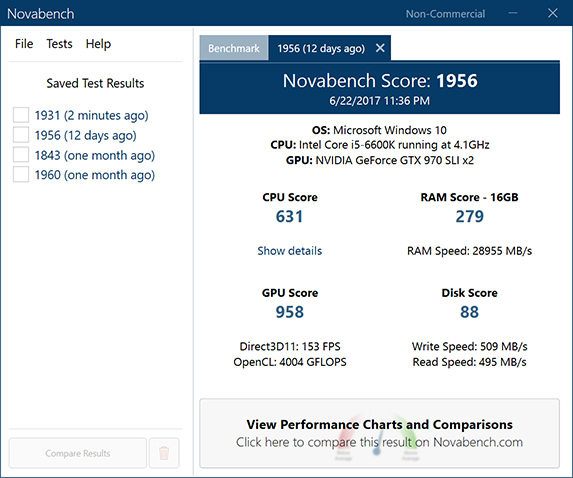 Novabench
Non-Commercial
File Tests Help
Saved Test Results
1931 (2 minutes ago)
1956 (12 days ago)
1843 (one month ago)
1960 (one month ago)
Compare Results
Benchmark
1956 (12 days ago)
Novabench Score: 1956
6/22/2017 11:36 PM
OS: Microsoft Windows 10
CPU: Intel Core i5-6600K running at 4.1GHz
GPU: NVIDIA GeForce GTX 970 SLI x2
CPU Score
631
Show details
RAM Score - 16GB
279
RAM Speed: 28955 MB/s
GPU Score
958
Direct3D11: 153 FPS
OpenCL: 4004 GFLOPS
Disk Score
88
Write Speed: 509 MB/s
Read Speed: 495 MB/s
View Performance Charts and Comparisons
Click here to compare this result on Novabench.com